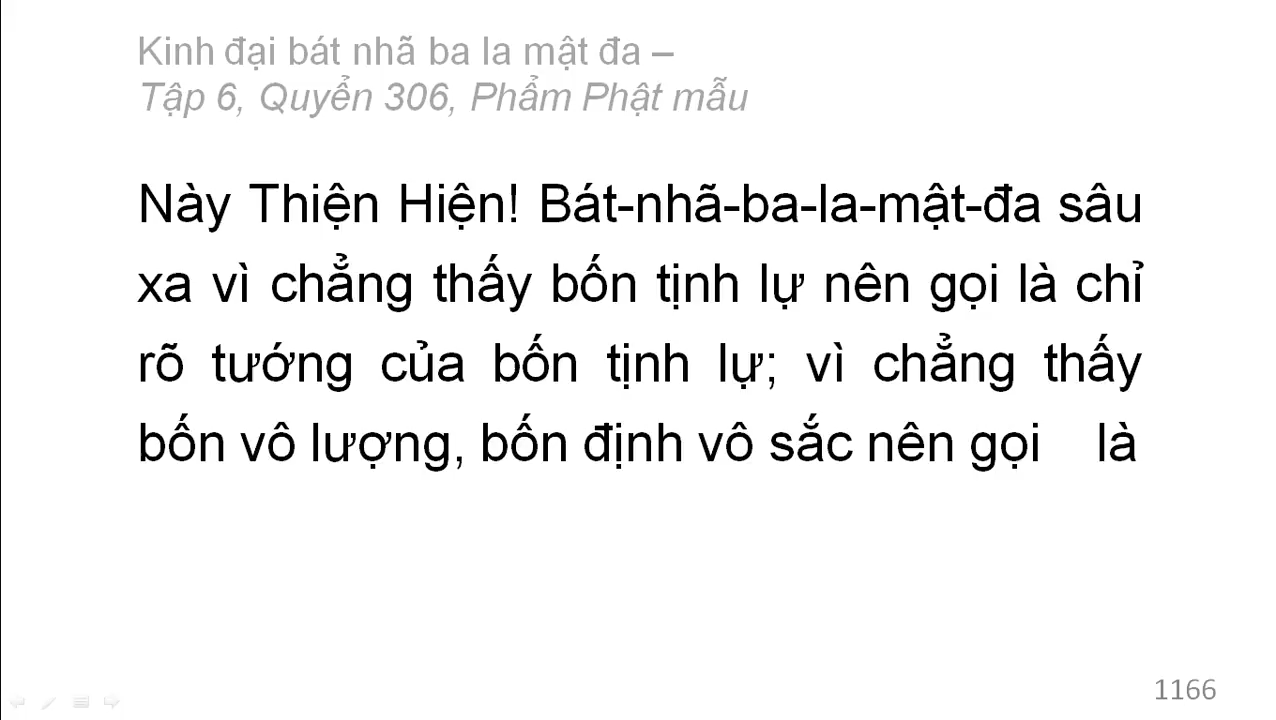 Kinh đại bát nhã ba la mật đa –
Tập 6, Quyển 306, Phẩm Phật mẫu
Này Thiện Hiện! Bát-nhã-ba-la-mật-đa sâu
xa vì chẳng thấy bốn tịnh lự nên gọi là chỉ
rõ tướng của bốn tịnh lự; vì chẳng thấy
bốn vô lượng, bốn định vô sắc nên gọi là
1166